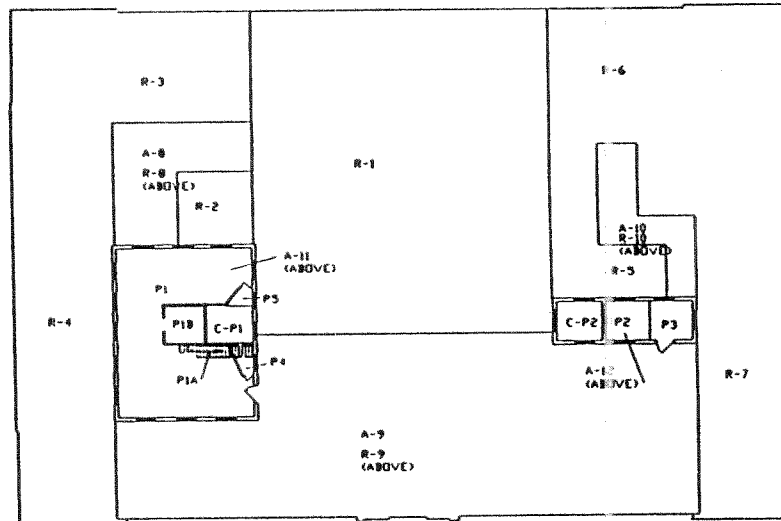 R-3
R-6
A-8
R-8
(ABOVE)
R-1
R-2
A-10
R-10
(ABOVE)
A-11
(ABOVE)
R-5
P1
P5
R-4
P1B
C-P1
C-P2
P2
P3
P4
P1A
A-12
(ABOVE)
R-7
A-9
R-9
(ABOVE)